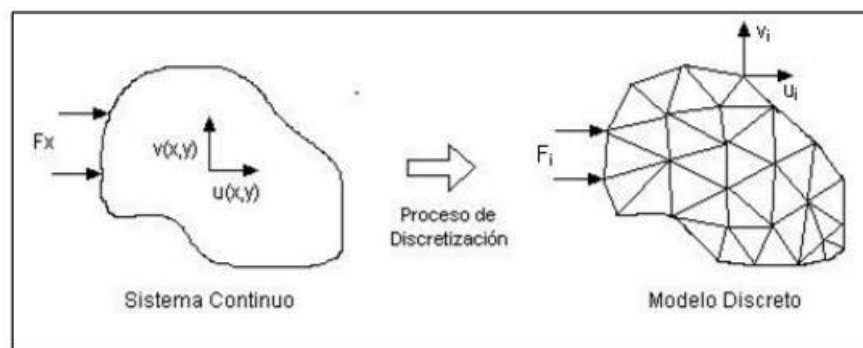 Fx
v(x,y)
u(x,y)
Sistema Continuo
Proceso de
Discretización
vi
ui
Fi
Modelo Discreto